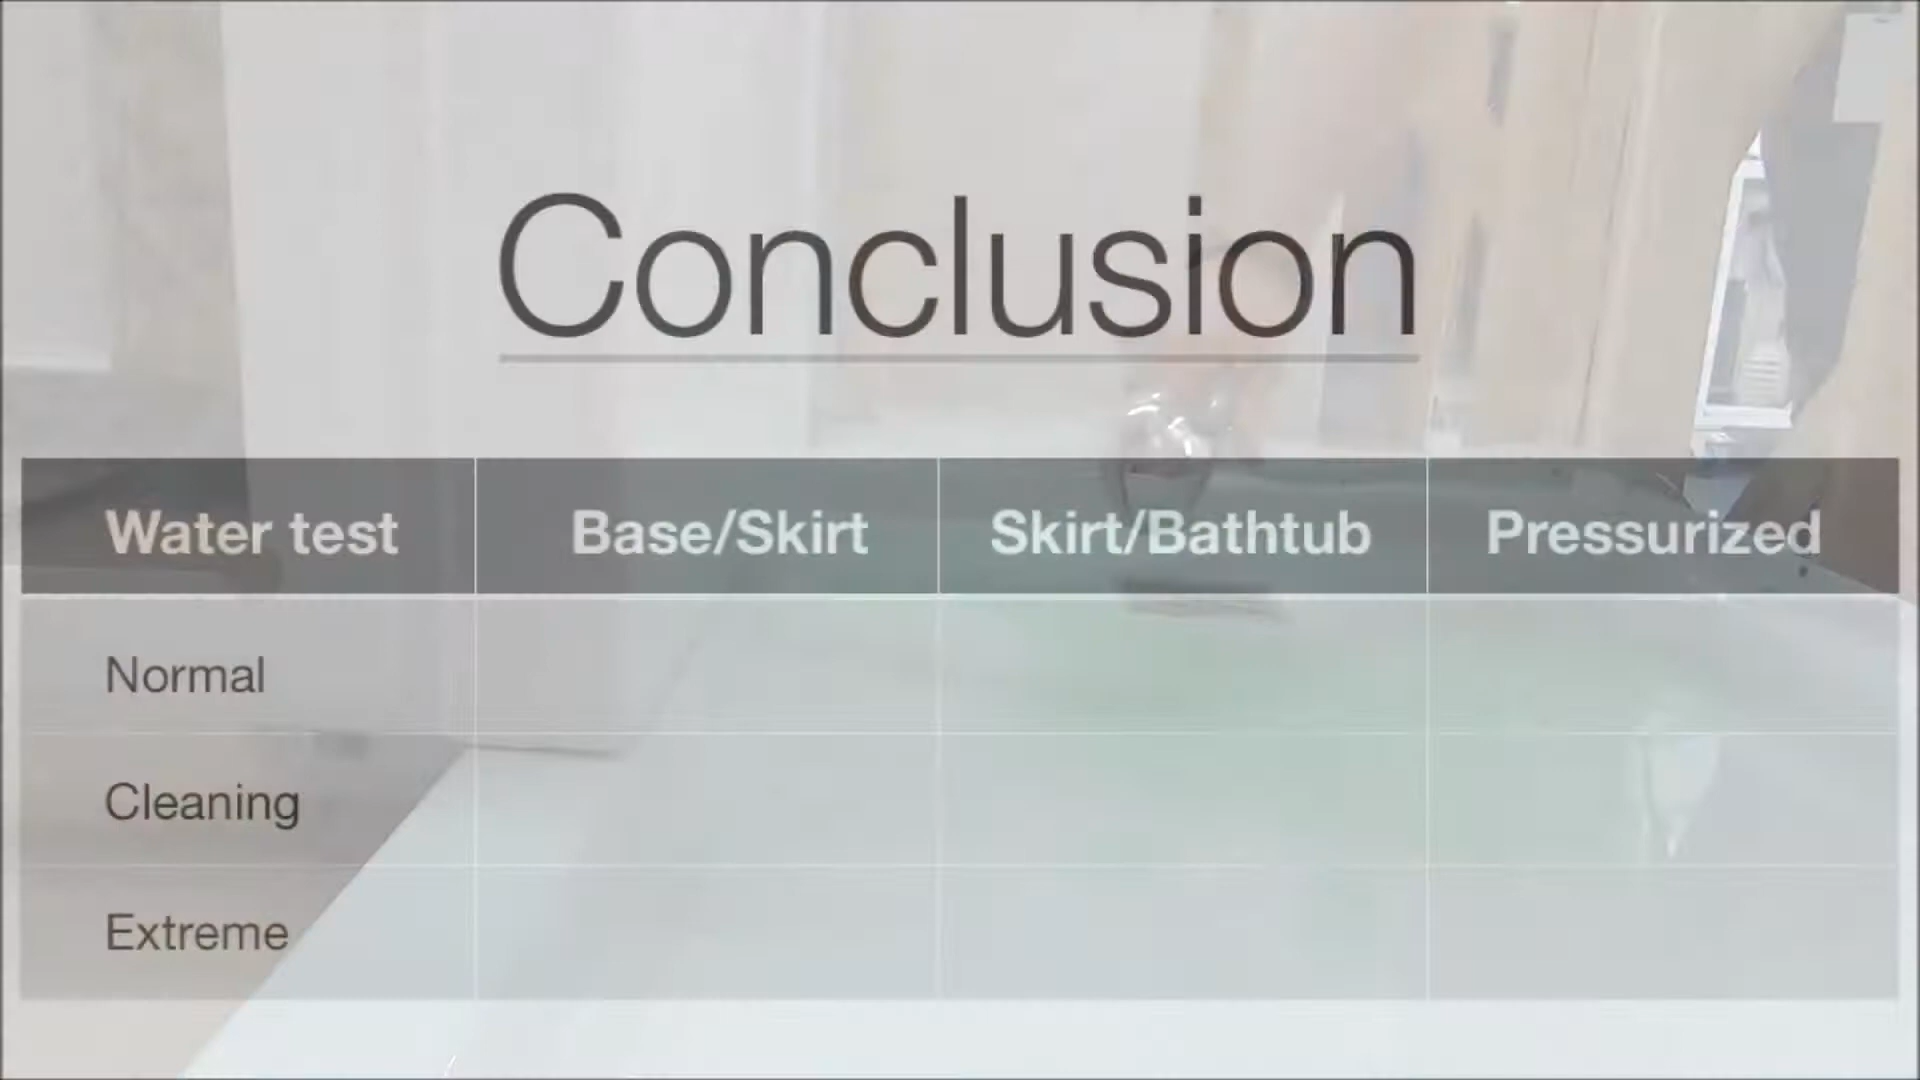 Conclusion
Water test Base/Skirt Skirt/Bathtub Pressurized
Normal
Cleaning
Extreme